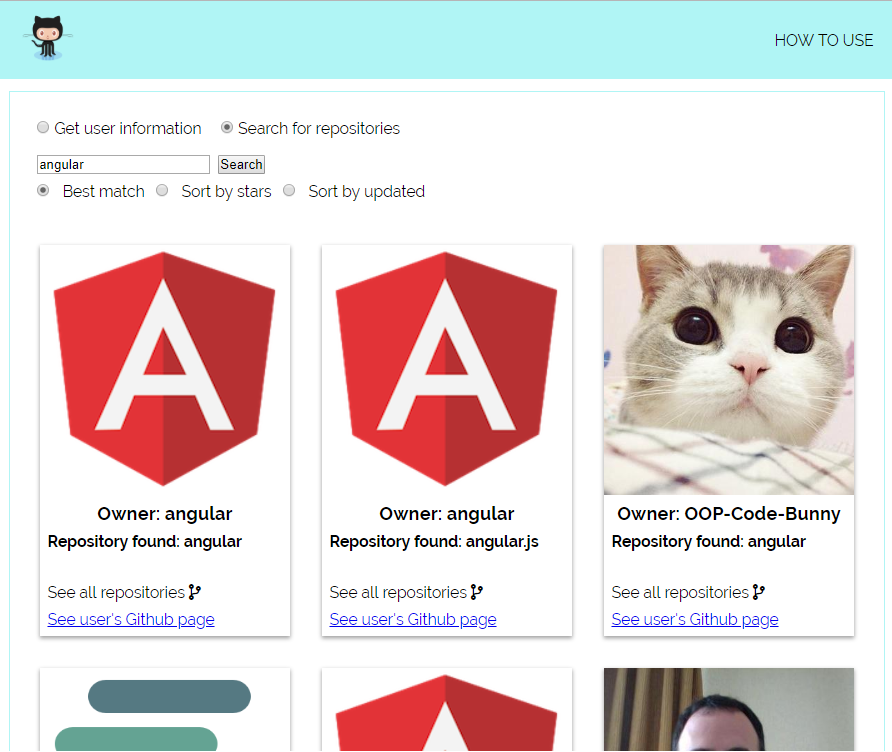 HOW TO USE
Get user information Search for repositories
angular Search
Best match Sort by stars Sort by updated
A A
Owner: angular Owner: angular Owner: OOP-Code-Bunny
Repository found: angular Repository found: angular.js Repository found: angular
See all repositories See all repositories See all repositories
See user's Github page See user's Github page See user's Github page